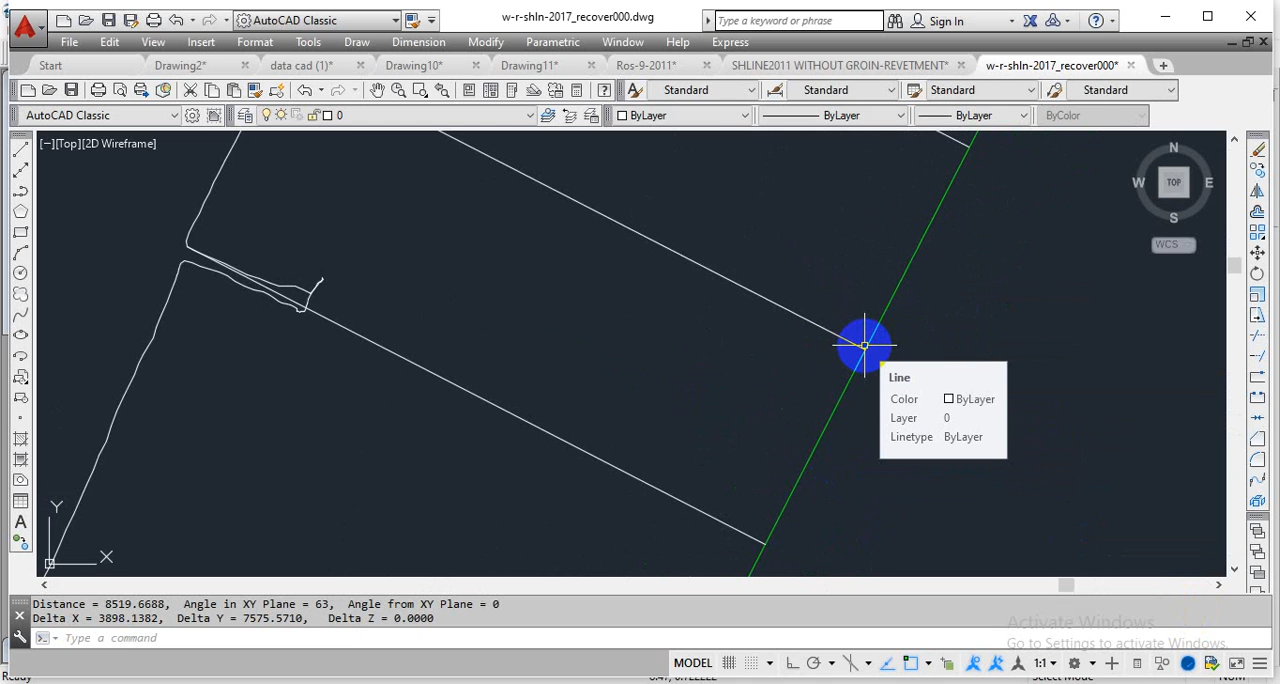 AutoCAD Classic
w-r-shln-2017_recover000.dwg
Type a keyword or phrase
Sign In
File Edit View Insert Format Tools Draw Dimension Modify Parametric Window Help Express
Start Drawing2* data cad (1)* Drawing10* Drawing11* Ros-9-2011* SHLINE2011 WITHOUT GROIN-REVETMENT* w-r-shln-2017_recover000*
Standard Standard Standard Standard
AutoCAD Classic 0 ByLayer ByLayer ByLayer ByColor
[−][Top][2D Wireframe]
N
W TOP E
S
WCS
Line
Color ByLayer
Layer 0
Linetype ByLayer
Y
X
Distance = 8519.6688, Angle in XY Plane = 63, Angle from XY Plane = 0
Delta X = 3898.1382, Delta Y = 7575.5710, Delta Z = 0.0000
Type a command
Activate Windows
Go to Settings to activate Windows.
MODEL 1:1